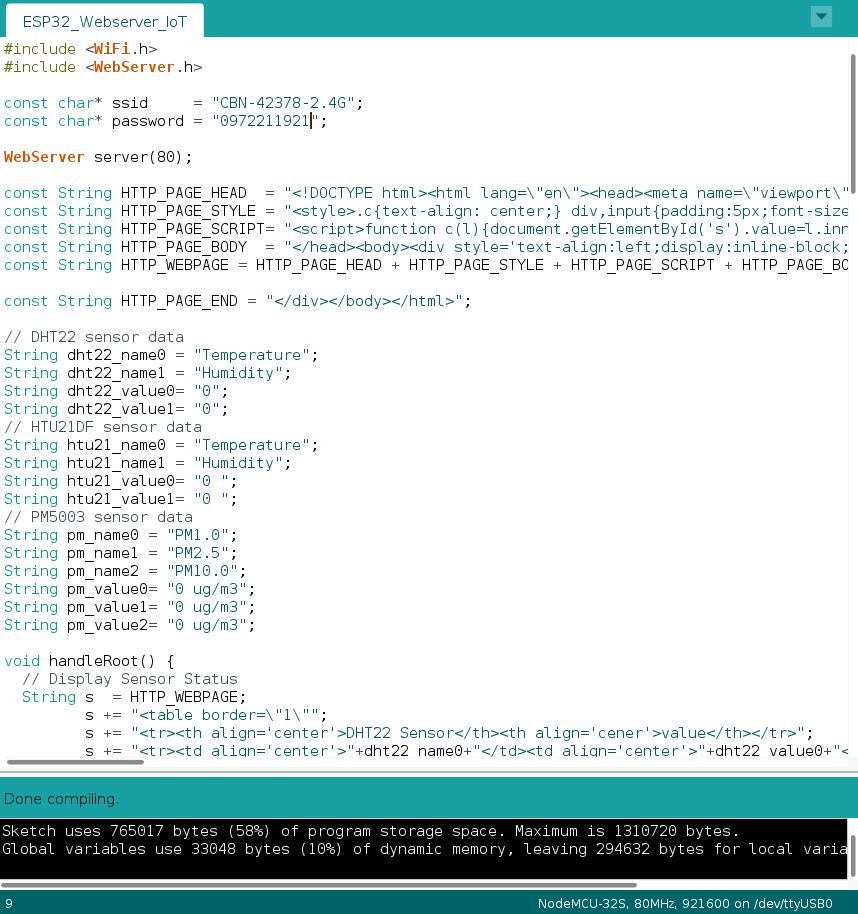 ESP32_Webserver_IoT
#include <WiFi.h>
#include <WebServer.h>
const char* ssid     = "CBN-42378-2.4G";
const char* password = "0972211921";
WebServer server(80);
const String HTTP_PAGE_HEAD  = "<!DOCTYPE html><html lang=\"en\"><head><meta name=\"viewport\"
const String HTTP_PAGE_STYLE = "<style>.c{text-align: center;} div,input{padding:5px;font-size
const String HTTP_PAGE_SCRIPT= "<script>function c(l){document.getElementById('s').value=l.inn
const String HTTP_PAGE_BODY  = "</head><body><div style='text-align:left;display:inline-block;
const String HTTP_WEBPAGE = HTTP_PAGE_HEAD + HTTP_PAGE_STYLE + HTTP_PAGE_SCRIPT + HTTP_PAGE_BO
const String HTTP_PAGE_END = "</div></body></html>";
// DHT22 sensor data
String dht22_name0 = "Temperature";
String dht22_name1 = "Humidity";
String dht22_value0= "0";
String dht22_value1= "0";
// HTU21DF sensor data
String htu21_name0 = "Temperature";
String htu21_name1 = "Humidity";
String htu21_value0= "0 ";
String htu21_value1= "0 ";
// PM5003 sensor data
String pm_name0 = "PM1.0";
String pm_name1 = "PM2.5";
String pm_name2 = "PM10.0";
String pm_value0= "0 ug/m3";
String pm_value1= "0 ug/m3";
String pm_value2= "0 ug/m3";
void handleRoot() {
  // Display Sensor Status
  String s  = HTTP_WEBPAGE;
         s += "<table border=\"1\"";
         s += "<tr><th align='center'>DHT22 Sensor</th><th align='cener'>value</th></tr>";
         s += "<tr><td align='center'>"+dht22_name0+"</td><td align='center'>"+dht22_value0+"<
Done compiling.
Sketch uses 765017 bytes (58%) of program storage space. Maximum is 1310720 bytes.
Global variables use 33048 bytes (10%) of dynamic memory, leaving 294632 bytes for local varia
9
NodeMCU-32S, 80MHz, 921600 on /dev/ttyUSB0